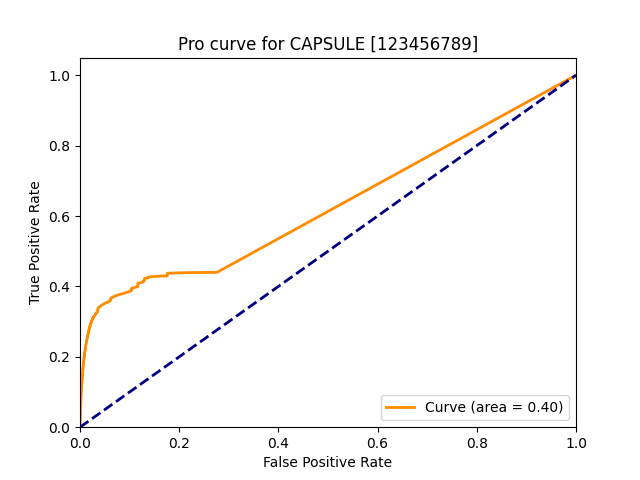 Pro curve for CAPSULE [123456789]
1.0
0.8
0.6
0.4
0.2
0.0
True Positive Rate
Curve (area = 0.40)
0.0 0.2 0.4 0.6 0.8 1.0
False Positive Rate